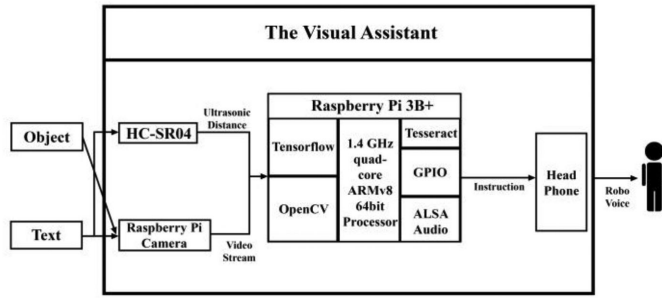 The Visual Assistant
Object
Text
HC-SR04
Ultrasonic
Distance
Raspberry Pi
Camera
Video
Stream
Raspberry Pi 3B+
Tensorflow
OpenCV
1.4 GHz
quad-
core
ARMv8
64bit
Processor
Tesseract
GPIO
ALSA
Audio
Instruction
Head
Phone
Robo
Voice